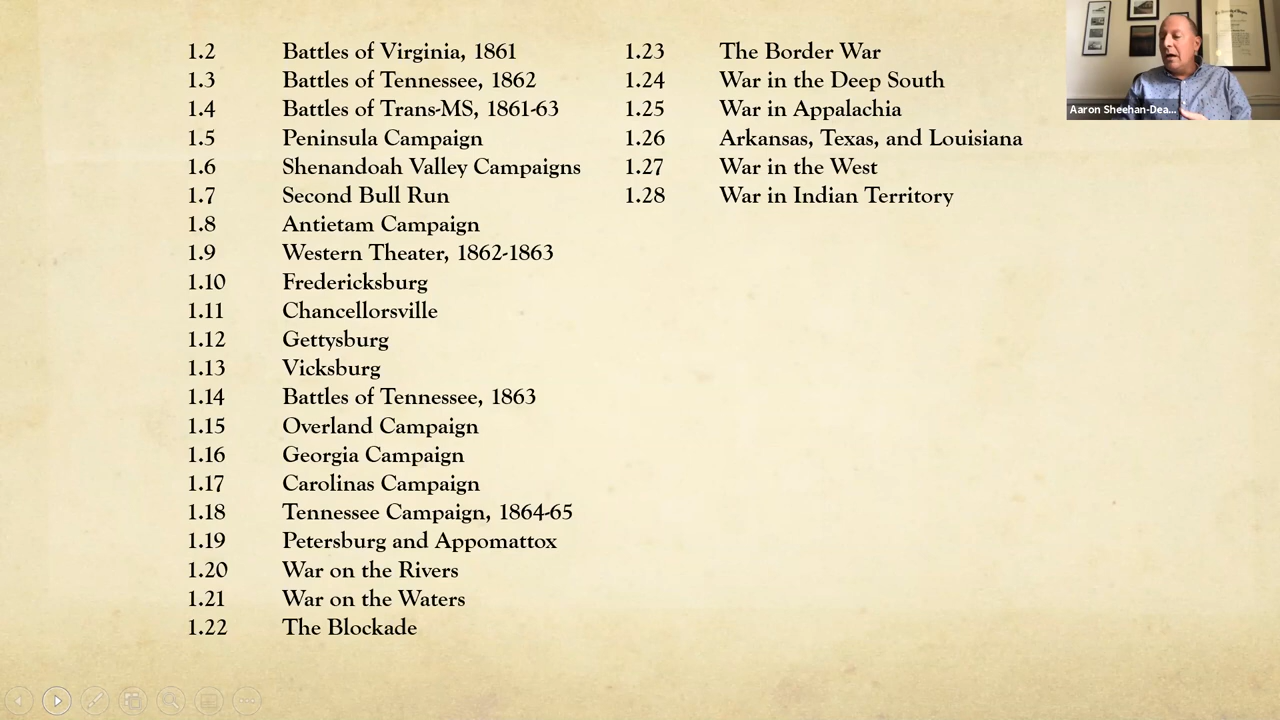 1.2 Battles of Virginia, 1861
1.3 Battles of Tennessee, 1862
1.4 Battles of Trans-MS, 1861-63
1.5 Peninsula Campaign
1.6 Shenandoah Valley Campaigns
1.7 Second Bull Run
1.8 Antietam Campaign
1.9 Western Theater, 1862-1863
1.10 Fredericksburg
1.11 Chancellorsville
1.12 Gettysburg
1.13 Vicksburg
1.14 Battles of Tennessee, 1863
1.15 Overland Campaign
1.16 Georgia Campaign
1.17 Carolinas Campaign
1.18 Tennessee Campaign, 1864-65
1.19 Petersburg and Appomattox
1.20 War on the Rivers
1.21 War on the Waters
1.22 The Blockade
1.23 The Border War
1.24 War in the Deep South
1.25 War in Appalachia
1.26 Arkansas, Texas, and Louisiana
1.27 War in the West
1.28 War in Indian Territory
Aaron Sheehan-Dea...